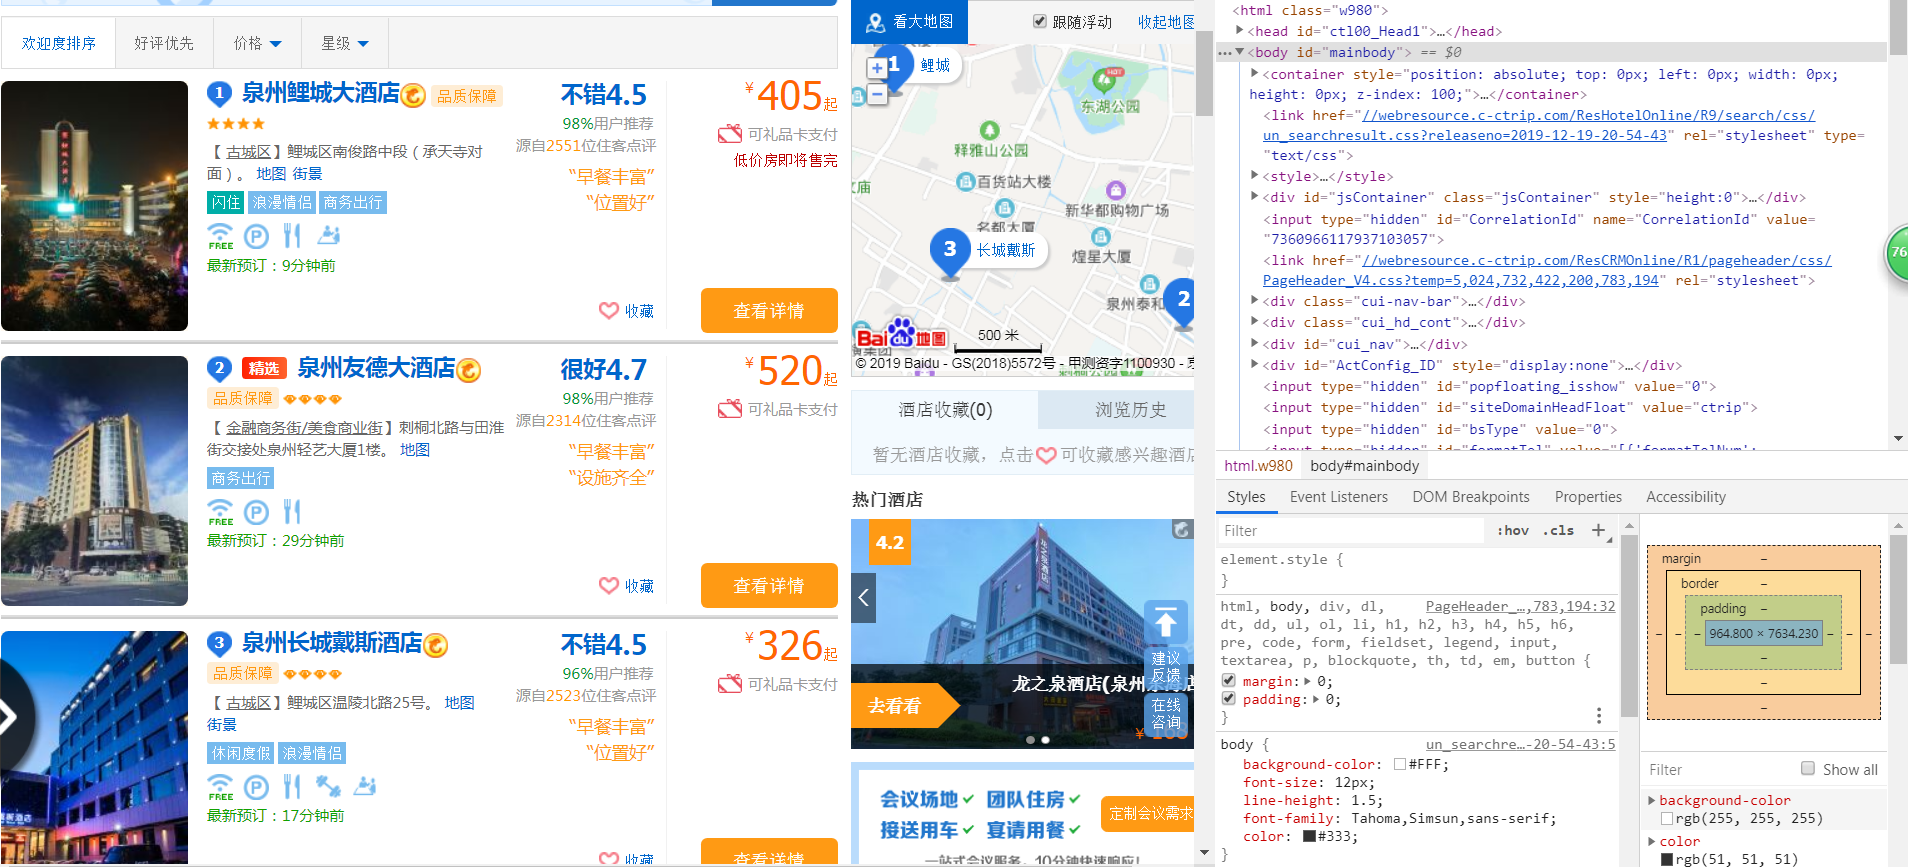 欢迎度排序
好评优先
价格
星级
1 泉州鲤城大酒店 品质保障
【 古城区】鲤城区南俊路中段 ( 承天寺对
面 ) 。 地图 街景
闪住 浪漫情侣 商务出行
FREE
最新预订：9分钟前
不错4.5
98%用户推荐
源自2551位住客点评
“早餐丰富”
“位置好”
收藏
¥405起
可礼品卡支付
低价房即将售完
查看详情
2 精选 泉州友德大酒店
品质保障
【 金融商务街/美食商业街】刺桐北路与田淮
街交接处泉州轻艺大厦1楼。 地图
商务出行
FREE
最新预订：29分钟前
很好4.7
98%用户推荐
源自2314位住客点评
“早餐丰富”
“设施齐全”
收藏
¥520起
可礼品卡支付
查看详情
3 泉州长城戴斯酒店
品质保障
【 古城区】鲤城区温陵北路25号。 地图
街景
休闲度假 浪漫情侣
FREE
最新预订：17分钟前
不错4.5
96%用户推荐
源自2523位住客点评
“早餐丰富”
“位置好”
收藏
¥326起
可礼品卡支付
查看详情
看大地图
跟随浮动
收起地图
1 鲤城
HOT
东湖公园
释雅山公园
文庙
百货站大楼
新华都购物广场
名都大厦
3 长城戴斯
煌星大厦
2
泉州泰和
500 米
Bai 地图
© 2019 Baidu - GS(2018)5572号 - 甲测资字1100930 - 京
酒店收藏(0)
浏览历史
暂无酒店收藏，点击 可收藏感兴趣酒店
热门酒店
4.2
龙之泉酒店(泉州
去看看
建议
反馈
在线
咨询
会议场地 团队住房
接送用车 宴请用餐
定制会议需求
一站式会议服务，10分钟快速响应!
<html class="w980">
<head id="ctl00_Head1">…</head>
<body id="mainbody"> == $0
<container style="position: absolute; top: 0px; left: 0px; width: 0px;
height: 0px; z-index: 100;">…</container>
<link href="//webresource.c-ctrip.com/ResHotelOnline/R9/search/css/
un_searchresult.css?releaseno=2019-12-19-20-54-43" rel="stylesheet" type=
"text/css">
<style>…</style>
<div id="jsContainer" class="jsContainer" style="height:0">…</div>
<input type="hidden" id="CorrelationId" name="CorrelationId" value=
"7360966117937103057">
<link href="//webresource.c-ctrip.com/ResCRMOnline/R1/pageheader/css/
PageHeader_V4.css?temp=5,024,732,422,200,783,194" rel="stylesheet">
<div class="cui-nav-bar">…</div>
<div class="cui_hd_cont">…</div>
<div id="cui_nav">…</div>
<div id="ActConfig_ID" style="display:none">…</div>
<input type="hidden" id="popfloating_isshow" value="0">
<input type="hidden" id="siteDomainHeadFloat" value="ctrip">
<input type="hidden" id="bsType" value="0">
<input type="hidden" id="formatTel" value="[{'formatTelNum':
76
html.w980 body#mainbody
Styles Event Listeners DOM Breakpoints Properties Accessibility
Filter :hov .cls +
element.style {
}
html, body, div, dl, PageHeader_…,783,194:32
dt, dd, ul, ol, li, h1, h2, h3, h4, h5, h6,
pre, code, form, fieldset, legend, input,
textarea, p, blockquote, th, td, em, button {
margin: 0;
padding: 0;
}
body { un_searchre…-20-54-43:5
background-color: #FFF;
font-size: 12px;
line-height: 1.5;
font-family: Tahoma,Simsun,sans-serif;
color: #333;
}
margin –
border –
padding –
– – – 964.800 × 7634.230 – – –
–
–
–
Filter Show all
background-color
rgb(255, 255, 255)
color
rgb(51, 51, 51)